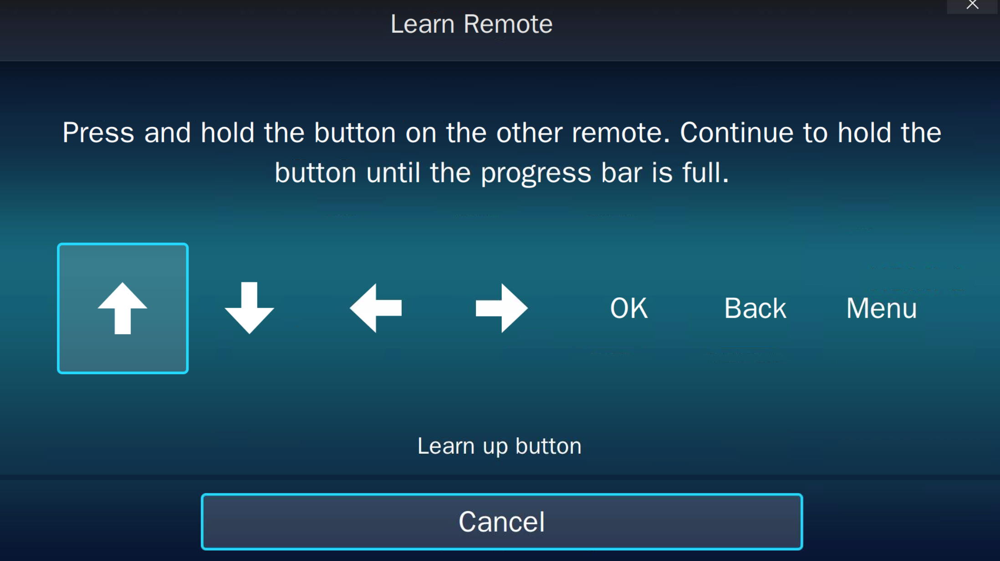 Learn Remote
Press and hold the button on the other remote. Continue to hold the
button until the progress bar is full.
OK Back Menu
Learn up button
Cancel